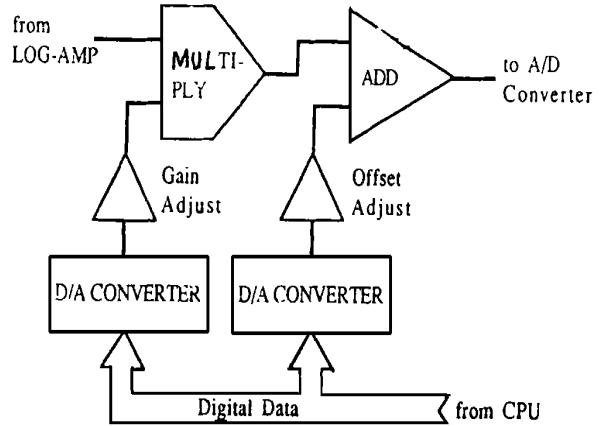 from
LOG-AMP
MULTI-
PLY
ADD
to A/D
Converter
Gain
Adjust
Offset
Adjust
D/A CONVERTER
D/A CONVERTER
Digital Data
from CPU